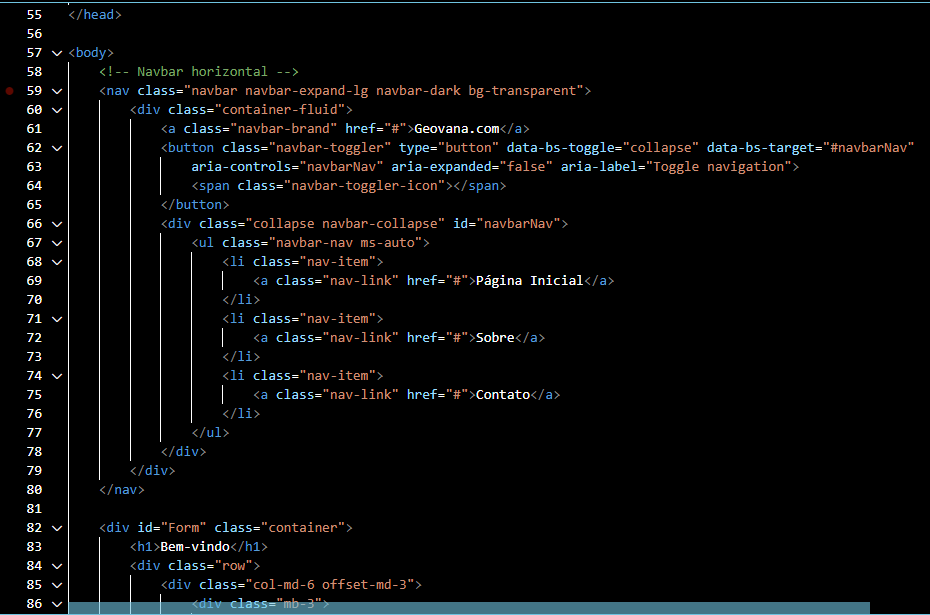 55 </head>
56
57 <body>
58 <!-- Navbar horizontal -->
59 <nav class="navbar navbar-expand-lg navbar-dark bg-transparent">
60 <div class="container-fluid">
61 <a class="navbar-brand" href="#">Geovana.com</a>
62 <button class="navbar-toggler" type="button" data-bs-toggle="collapse" data-bs-target="#navbarNav"
63 aria-controls="navbarNav" aria-expanded="false" aria-label="Toggle navigation">
64 <span class="navbar-toggler-icon"></span>
65 </button>
66 <div class="collapse navbar-collapse" id="navbarNav">
67 <ul class="navbar-nav ms-auto">
68 <li class="nav-item">
69 <a class="nav-link" href="#">Página Inicial</a>
70 </li>
71 <li class="nav-item">
72 <a class="nav-link" href="#">Sobre</a>
73 </li>
74 <li class="nav-item">
75 <a class="nav-link" href="#">Contato</a>
76 </li>
77 </ul>
78 </div>
79 </div>
80 </nav>
81
82 <div id="Form" class="container">
83 <h1>Bem-vindo</h1>
84 <div class="row">
85 <div class="col-md-6 offset-md-3">
86 <div class="mb-3">